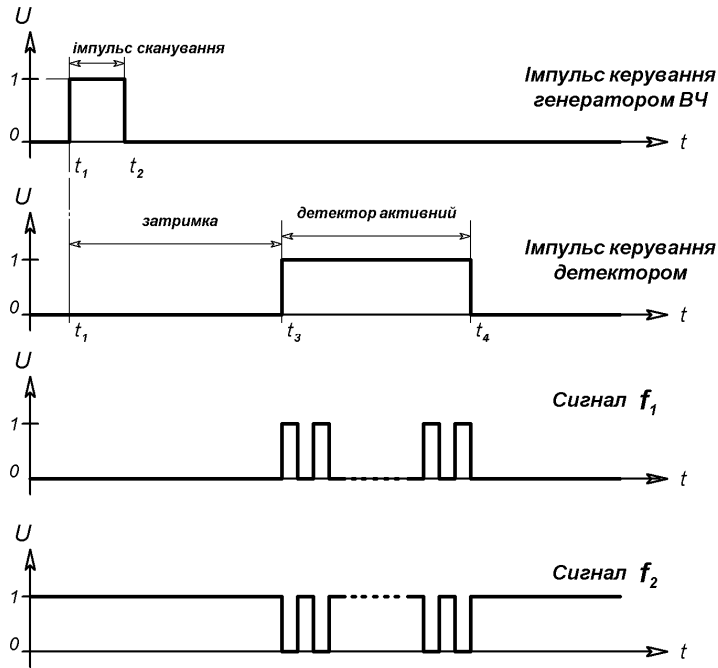 U
імпульс сканування
1
0
t1 t2
t
Імпульс керування
генератором ВЧ
U
затримка
детектор активний
1
0
t1 t3 t4
t
Імпульс керування
детектором
U
Сигнал f1
1
0
t
U
Сигнал f2
1
0
t